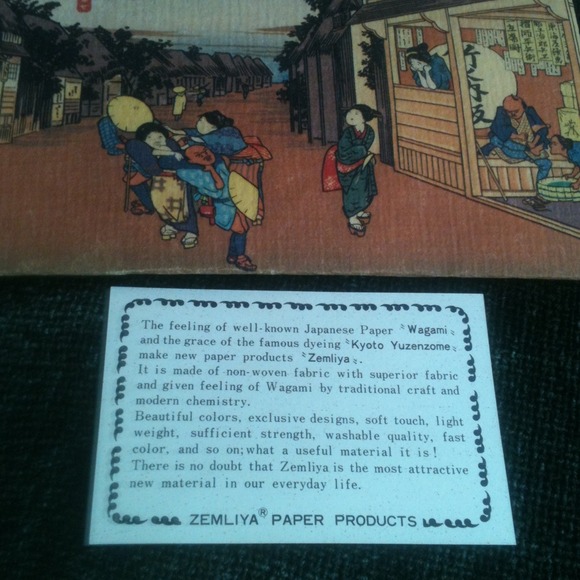 竹之内板
The feeling of well-known Japanese Paper "Wagami"
and the grace of the famous dyeing "Kyoto Yuzenzome"
make new paper products "Zemliya".
It is made of non-woven fabric with superior fabric
and given feeling of Wagami by traditional craft and
modern chemistry.
Beautiful colors, exclusive designs, soft touch, light
weight, sufficient strength, washable quality, fast
color, and so on; what a useful material it is!
There is no doubt that Zemliya is the most attractive
new material in our everyday life.
ZEMLIYA® PAPER PRODUCTS